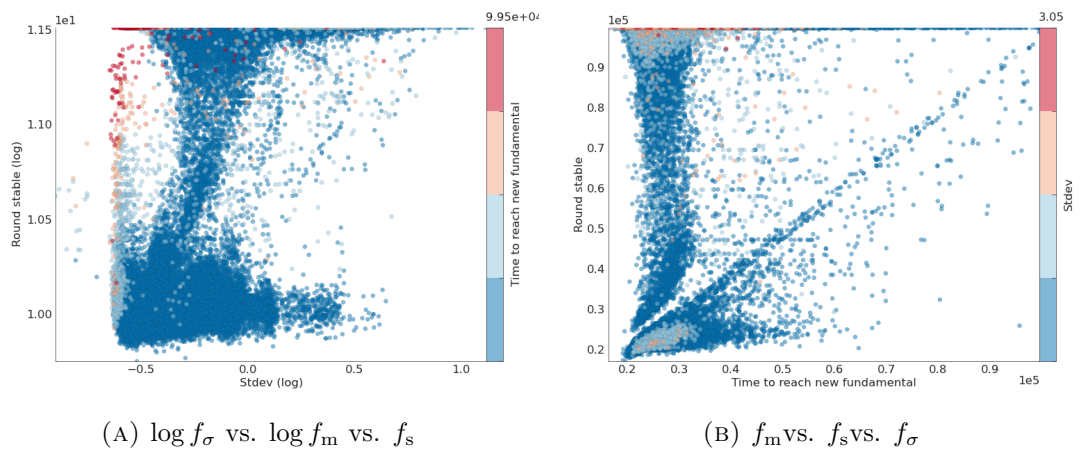 1e1
9.95e+04
1.15
1.10
1.05
1.00
Round stable (log)
−0.5 0.0 0.5 1.0
Stdev (log)
Time to reach new fundamental
1e5
3.05
0.9
0.8
0.7
0.6
0.5
0.4
0.3
0.2
Round stable
0.2 0.3 0.4 0.5 0.6 0.7 0.8 0.9
1e5
Time to reach new fundamental
Stdev
(A) log fσ vs. log fm vs. fs
(B) fmvs. fsvs. fσ